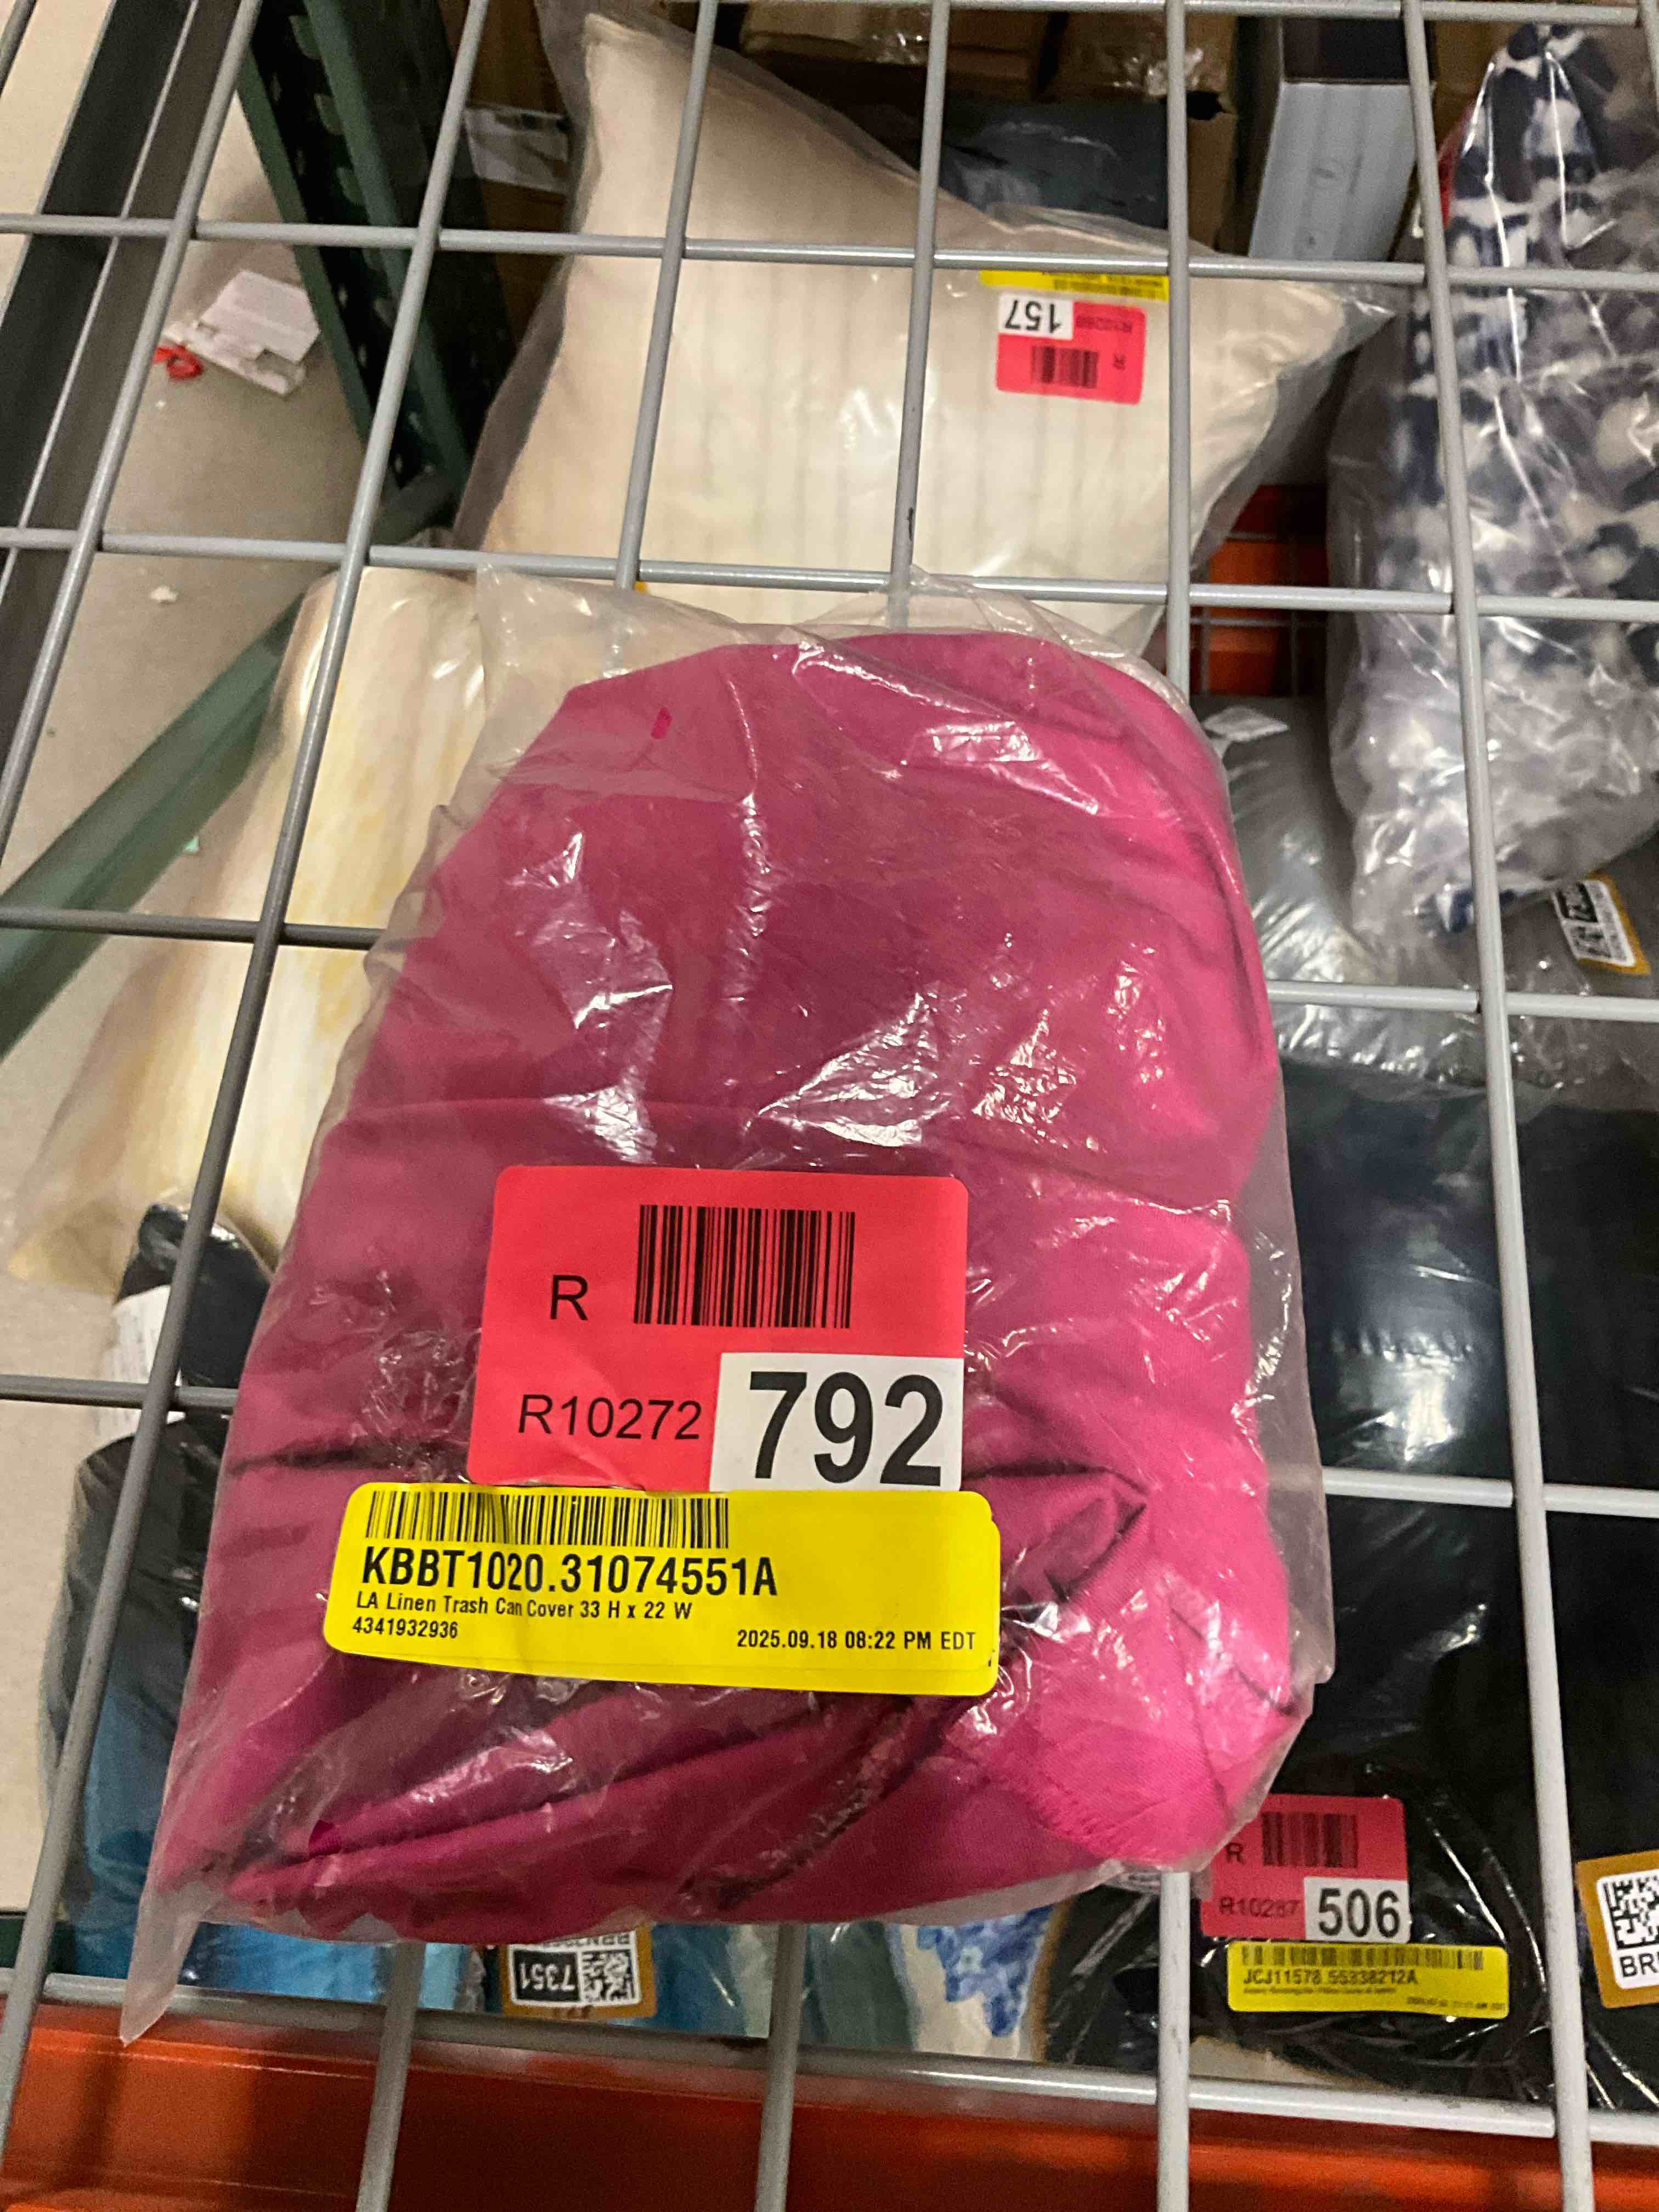 157
R
R
R10272 792
KBBT1020.31074551A
LA Linen Trash Can Cover 33 H x 22 W
4341932936
2025.09.18 08:22 PM EDT
R
R10287 506
JCJ11578.55338212A
7351